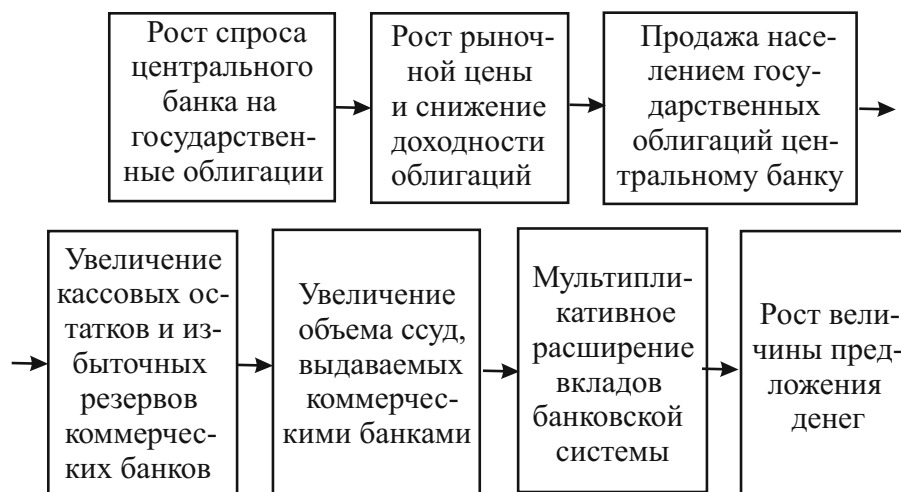 Рост спроса
центрального
банка на
государствен-
ные облигации
Рост рыноч-
ной цены
и снижение
доходности
облигаций
Продажа насе-
лением госу-
дарственных
облигаций цен-
тральному банку
Увеличение
кассовых ос-
татков и из-
быточных
резервов
коммерчес-
ких банков
Увеличение
объема ссуд,
выдаваемых
коммерчес-
кими банками
Мультипли-
кативное
расширение
вкладов
банковской
системы
Рост вели-
чины пред-
ложения
денег